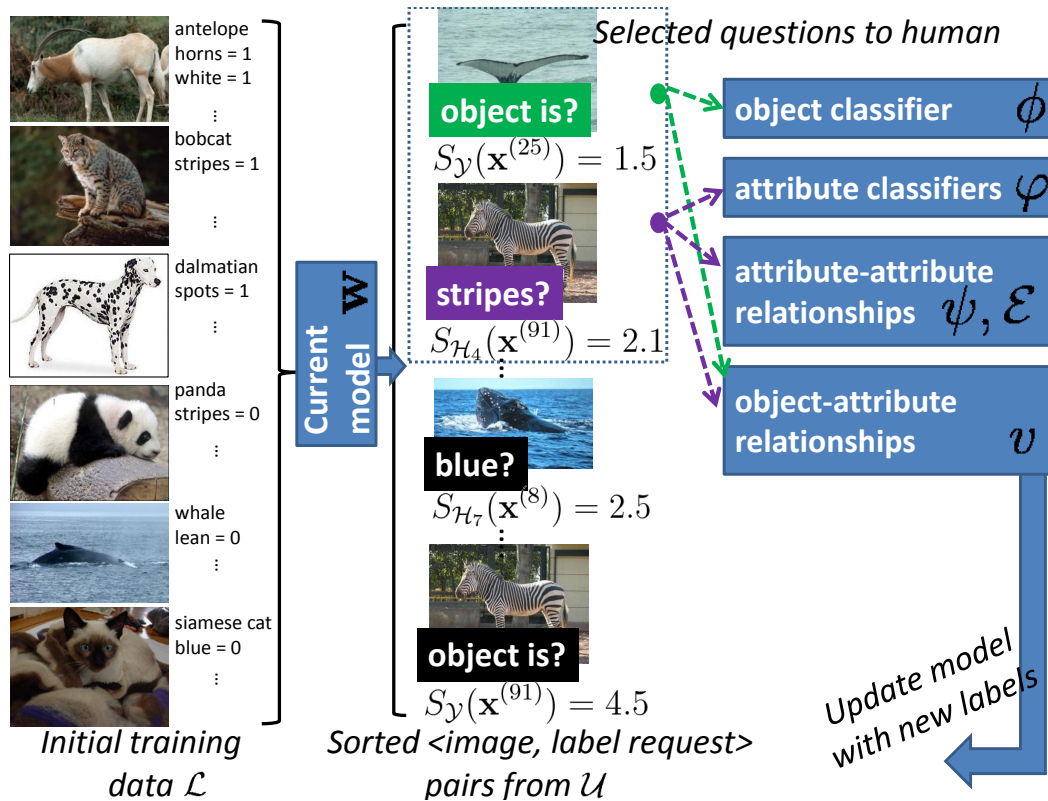 antelope
horns = 1
white = 1
...
bobcat
stripes = 1
...
dalmatian
spots = 1
...
panda
stripes = 0
...
whale
lean = 0
...
siamese cat
blue = 0
...
Initial training
data ℒ
Current
model
w
Selected questions to human
object is?
S_𝒴(x^(25)) = 1.5
stripes?
S_ℋ₄(x^(91)) = 2.1
blue?
S_ℋ₇(x^(8)) = 2.5
object is?
S_𝒴(x^(91)) = 4.5
Sorted <image, label request>
pairs from 𝒰
object classifier ϕ
attribute classifiers φ
attribute-attribute
relationships ψ, ℰ
object-attribute
relationships υ
Update model
with new labels